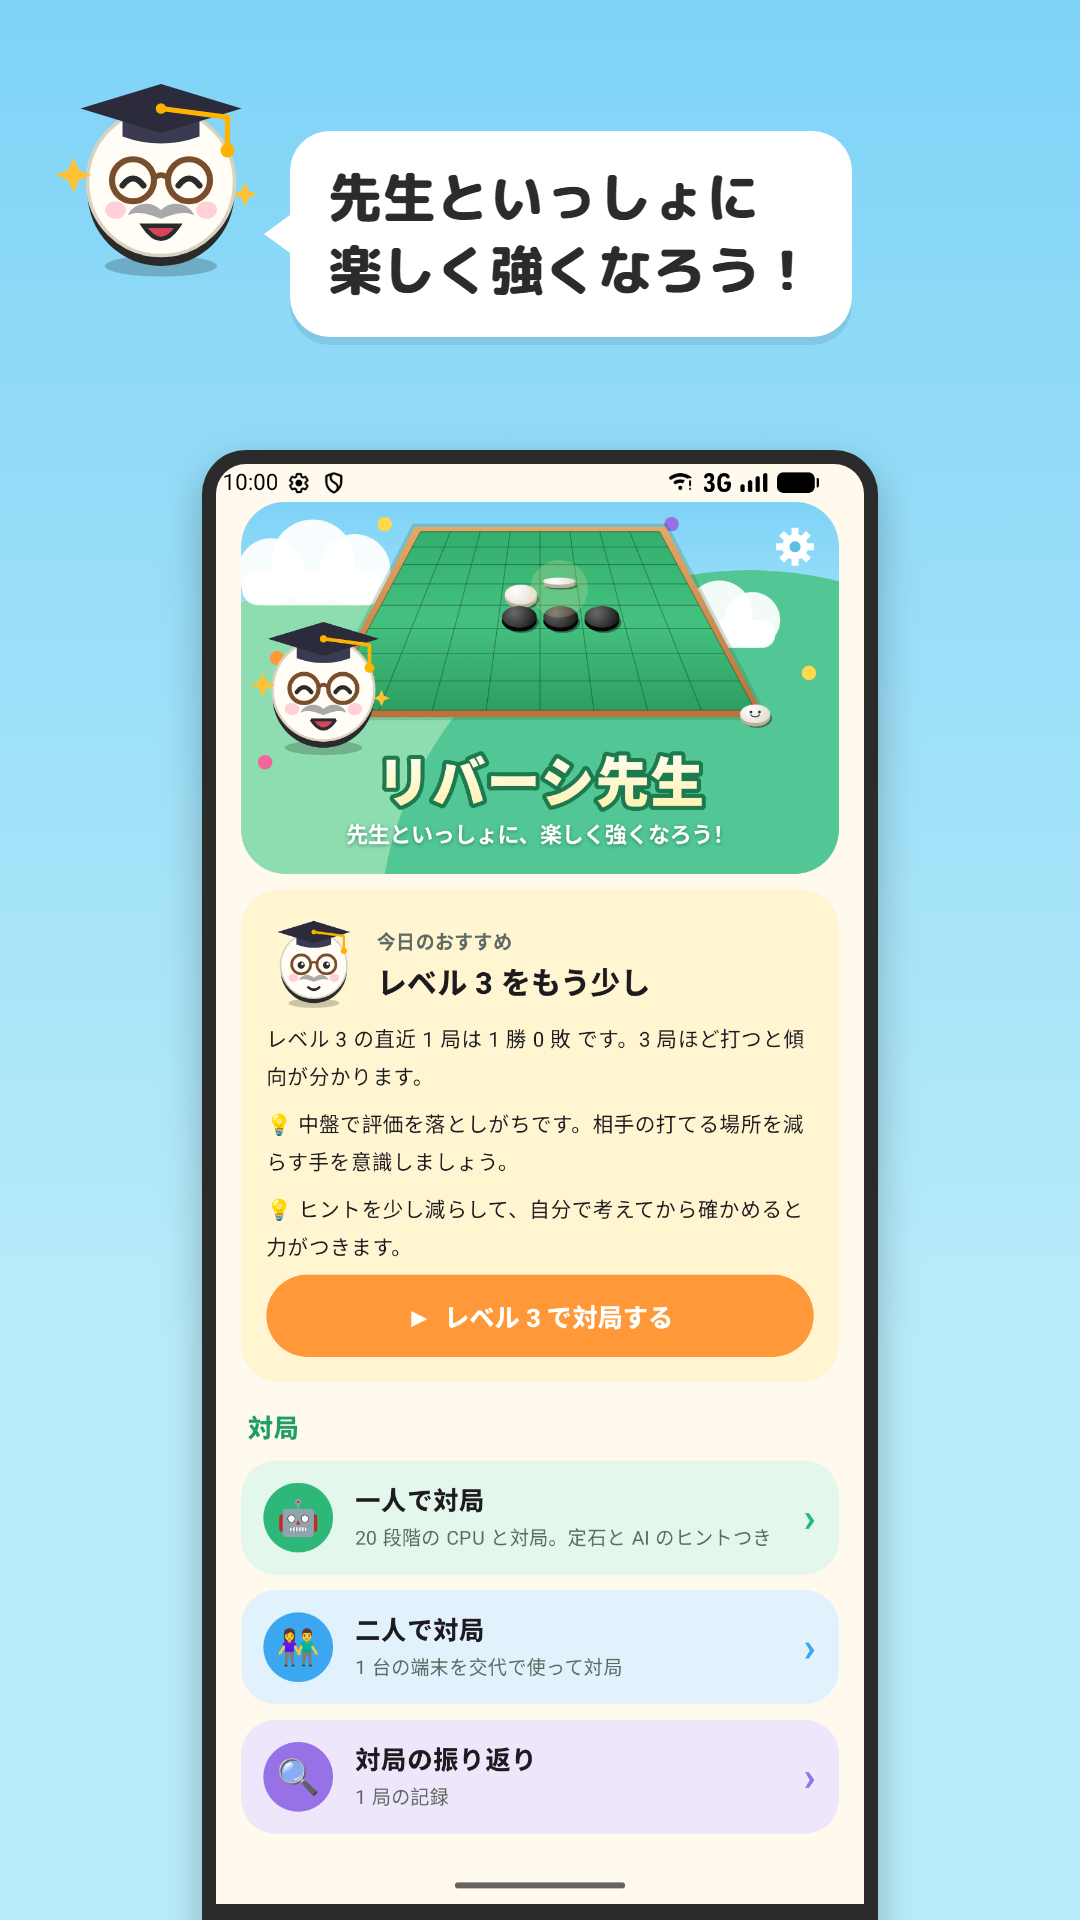 先生といっしょに
楽しく強くなろう！
10:00
3G
リバーシ先生
先生といっしょに、楽しく強くなろう！
今日のおすすめ
レベル 3 をもう少し
レベル 3 の直近 1 局は 1 勝 0 敗 です。3 局ほど打つと傾
向が分かります。
💡 中盤で評価を落としがちです。相手の打てる場所を減
らす手を意識しましょう。
💡 ヒントを少し減らして、自分で考えてから確かめると
力がつきます。
▶ レベル 3 で対局する
対局
一人で対局
20 段階の CPU と対局。定石と AI のヒントつき
二人で対局
1 台の端末を交代で使って対局
対局の振り返り
1 局の記録